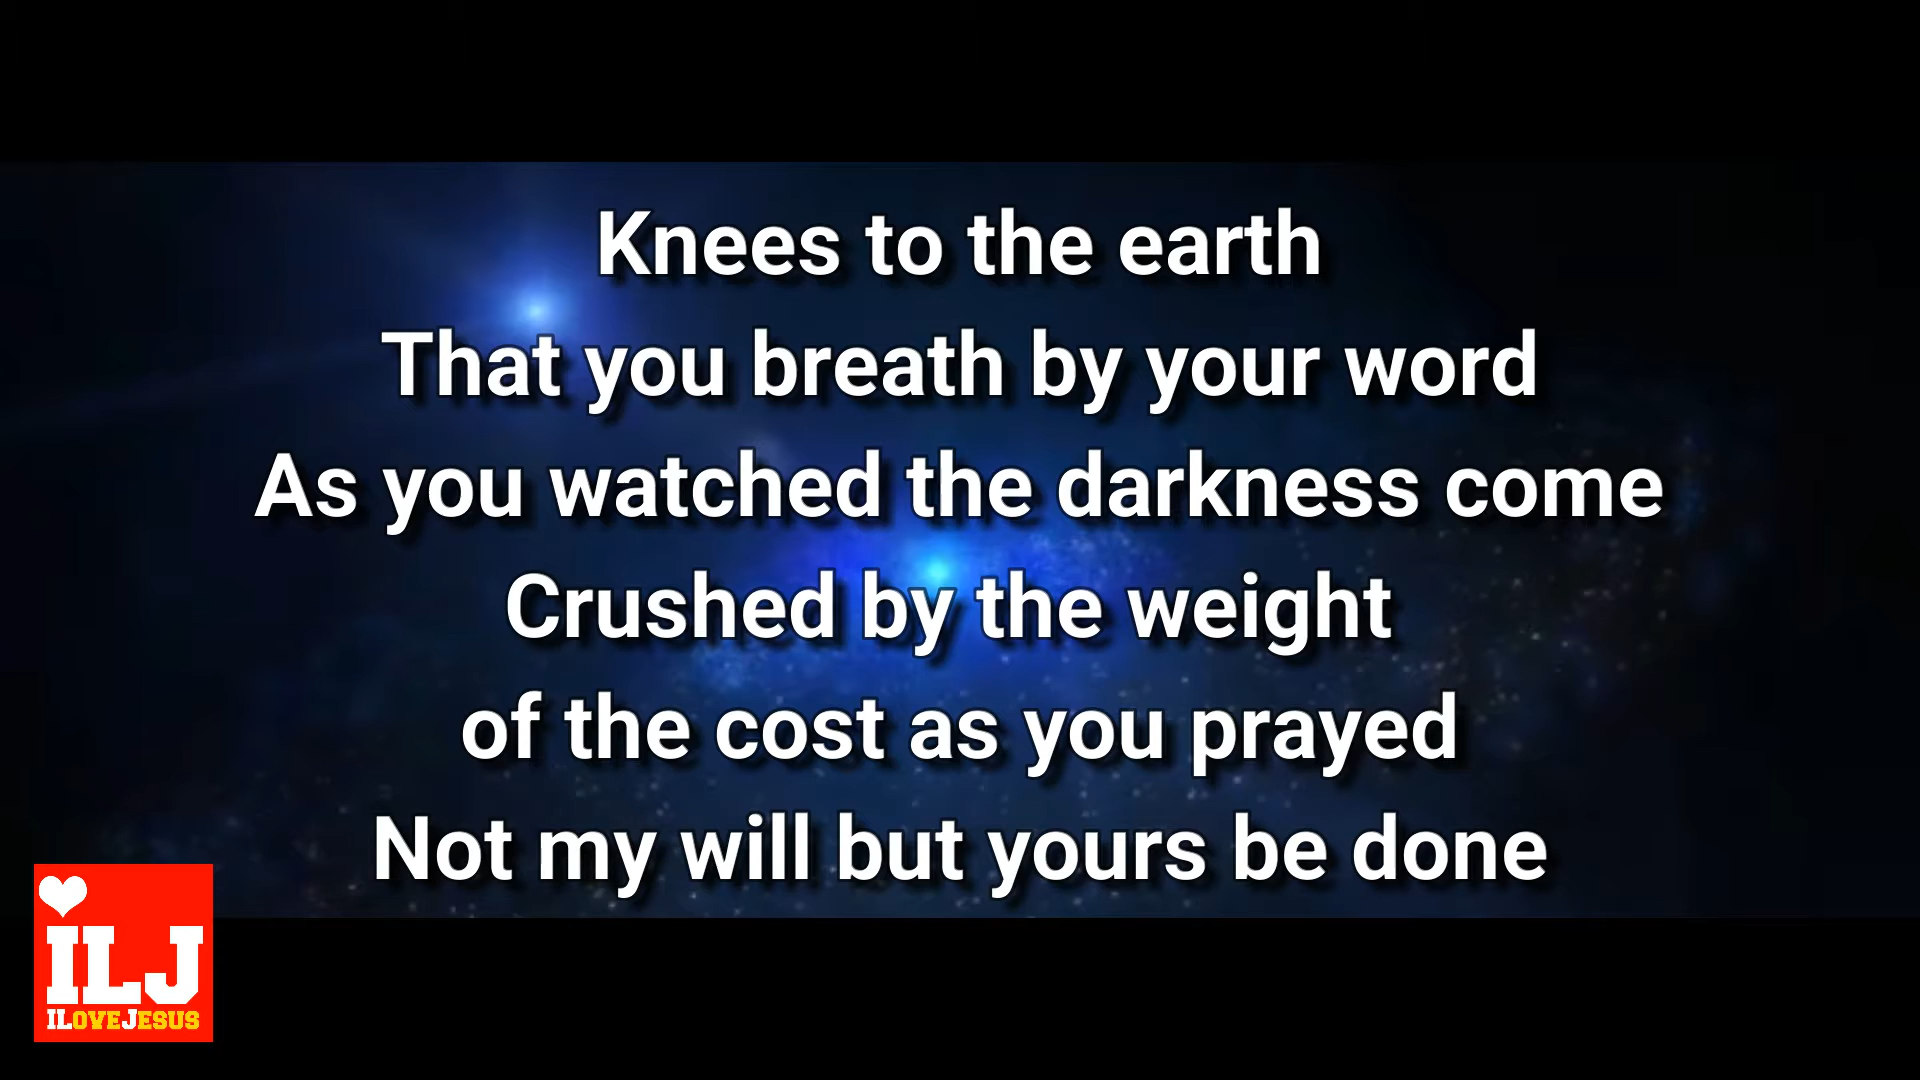 Knees to the earth
That you breath by your word
As you watched the darkness come
Crushed by the weight
of the cost as you prayed
Not my will but yours be done
ILJ
ILOVEJESUS